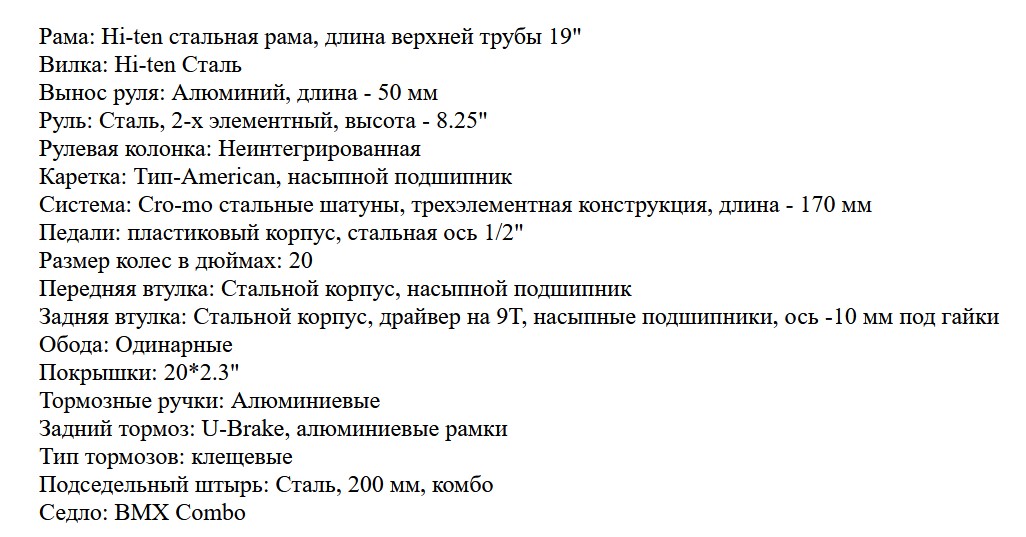 Рама: Hi-ten стальная рама, длина верхней трубы 19"
Вилка: Hi-ten Сталь
Вынос руля: Алюминий, длина - 50 мм
Руль: Сталь, 2-х элементный, высота - 8.25"
Рулевая колонка: Неинтегрированная
Каретка: Тип-American, насыпной подшипник
Система: Cro-mo стальные шатуны, трехэлементная конструкция, длина - 170 мм
Педали: пластиковый корпус, стальная ось 1/2"
Размер колес в дюймах: 20
Передняя втулка: Стальной корпус, насыпной подшипник
Задняя втулка: Стальной корпус, драйвер на 9Т, насыпные подшипники, ось -10 мм под гайки
Обода: Одинарные
Покрышки: 20*2.3"
Тормозные ручки: Алюминиевые
Задний тормоз: U-Brake, алюминиевые рамки
Тип тормозов: клещевые
Подседельный штырь: Сталь, 200 мм, комбо
Седло: BMX Combo